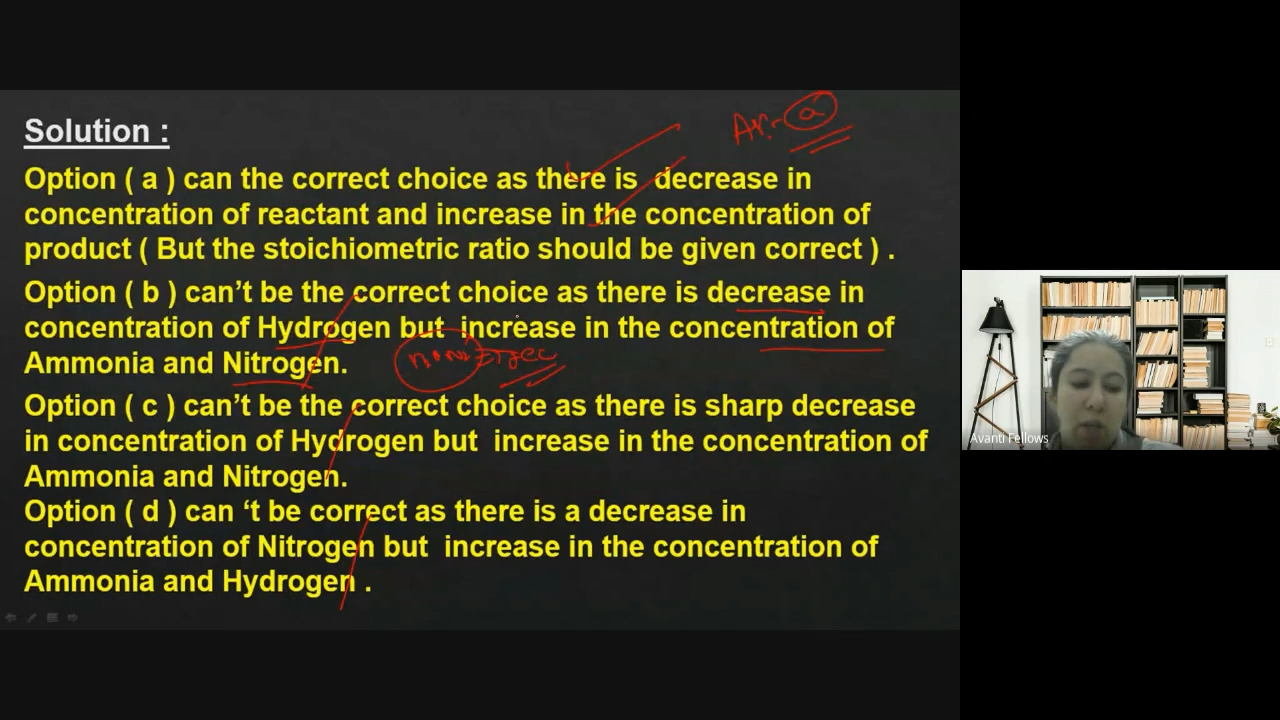 Solution :
Ar:- a
Option ( a ) can the correct choice as there is decrease in
concentration of reactant and increase in the concentration of
product ( But the stoichiometric ratio should be given correct ) .
Option ( b ) can’t be the correct choice as there is decrease in
concentration of Hydrogen but increase in the concentration of
Ammonia and Nitrogen.
Option ( c ) can’t be the correct choice as there is sharp decrease
in concentration of Hydrogen but increase in the concentration of
Ammonia and Nitrogen.
Option ( d ) can ‘t be correct as there is a decrease in
concentration of Nitrogen but increase in the concentration of
Ammonia and Hydrogen .
Avanti Fellows